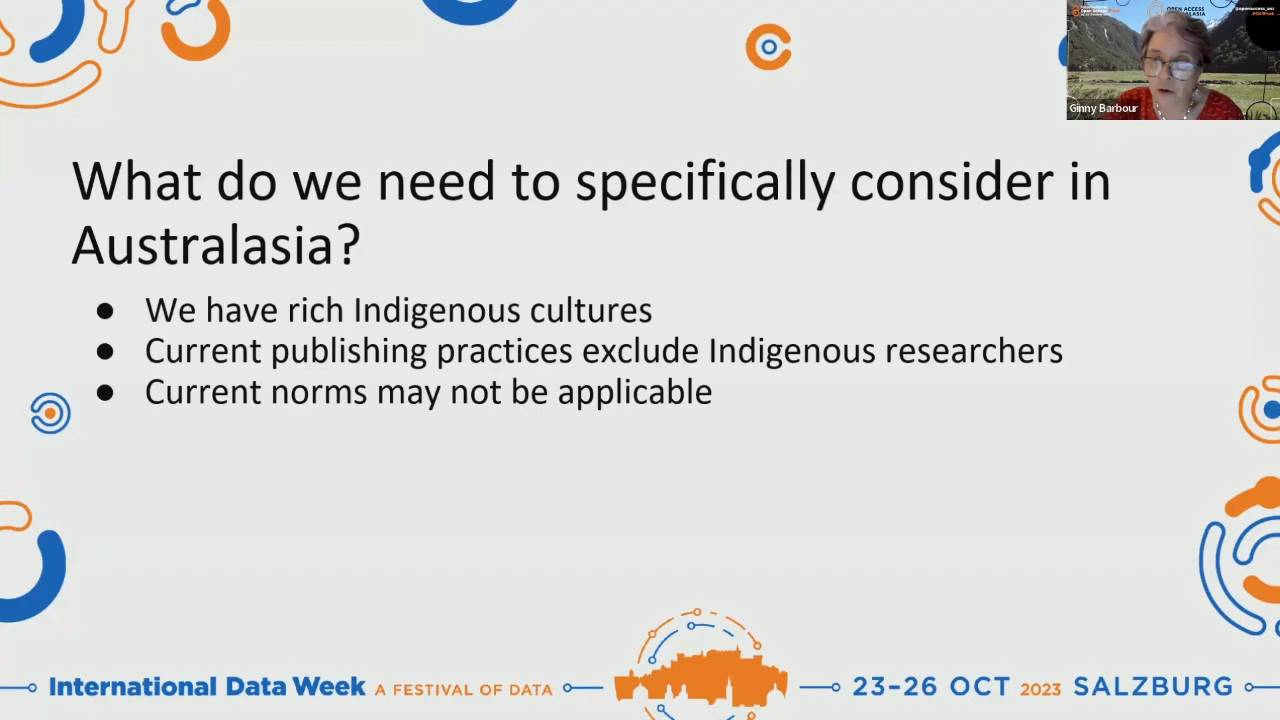 OPEN ACCESS
Ginny Barbour
What do we need to specifically consider in
Australasia?
● We have rich Indigenous cultures
● Current publishing practices exclude Indigenous researchers
● Current norms may not be applicable
International Data Week A FESTIVAL OF DATA
23–26 OCT 2023 SALZBURG